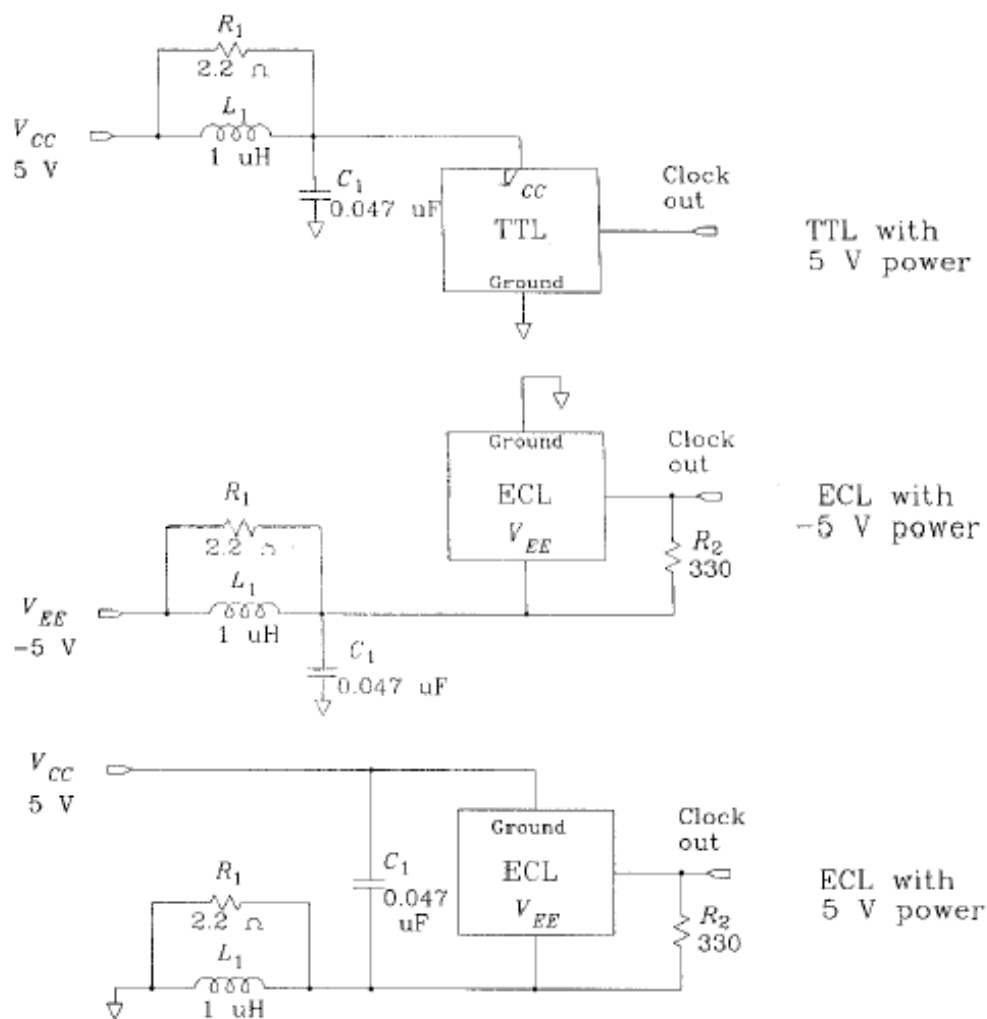 R1
2.2 Ω
L1
1 uH
VCC
5 V
C1
0.047 uF
VCC
TTL
Ground
Clock
out
TTL with
5 V power
Ground
ECL
VEE
Clock
out
R2
330
ECL with
-5 V power
R1
2.2 Ω
L1
1 uH
VEE
-5 V
C1
0.047 uF
VCC
5 V
Ground
ECL
VEE
Clock
out
C1
0.047
uF
R2
330
ECL with
5 V power
R1
2.2 Ω
L1
1 uH